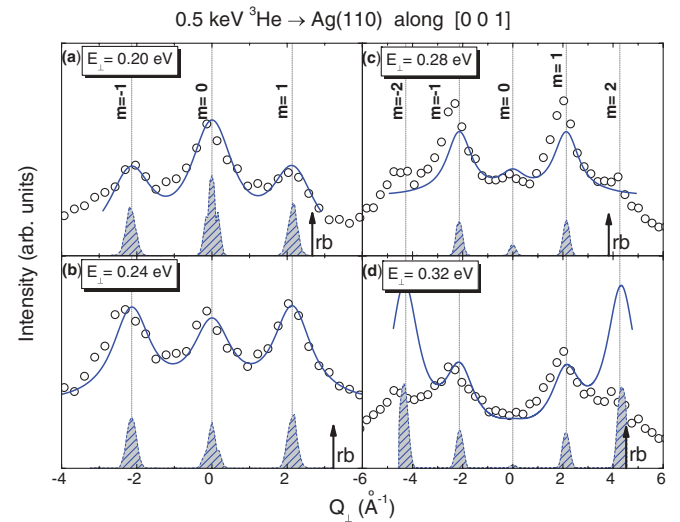 0.5 keV ³He → Ag(110) along [0 0 1]
(a) E⊥= 0.20 eV
m=-1
m= 0
m= 1
rb
(c) E⊥= 0.28 eV
m=-2
m=-1
m= 0
m= 1
m= 2
rb
(b) E⊥= 0.24 eV
rb
(d) E⊥= 0.32 eV
rb
Intensity (arb. units)
-4 -2 0 2 4 -6 -4 -2 0 2 4 6
Q⊥ (Å⁻¹)